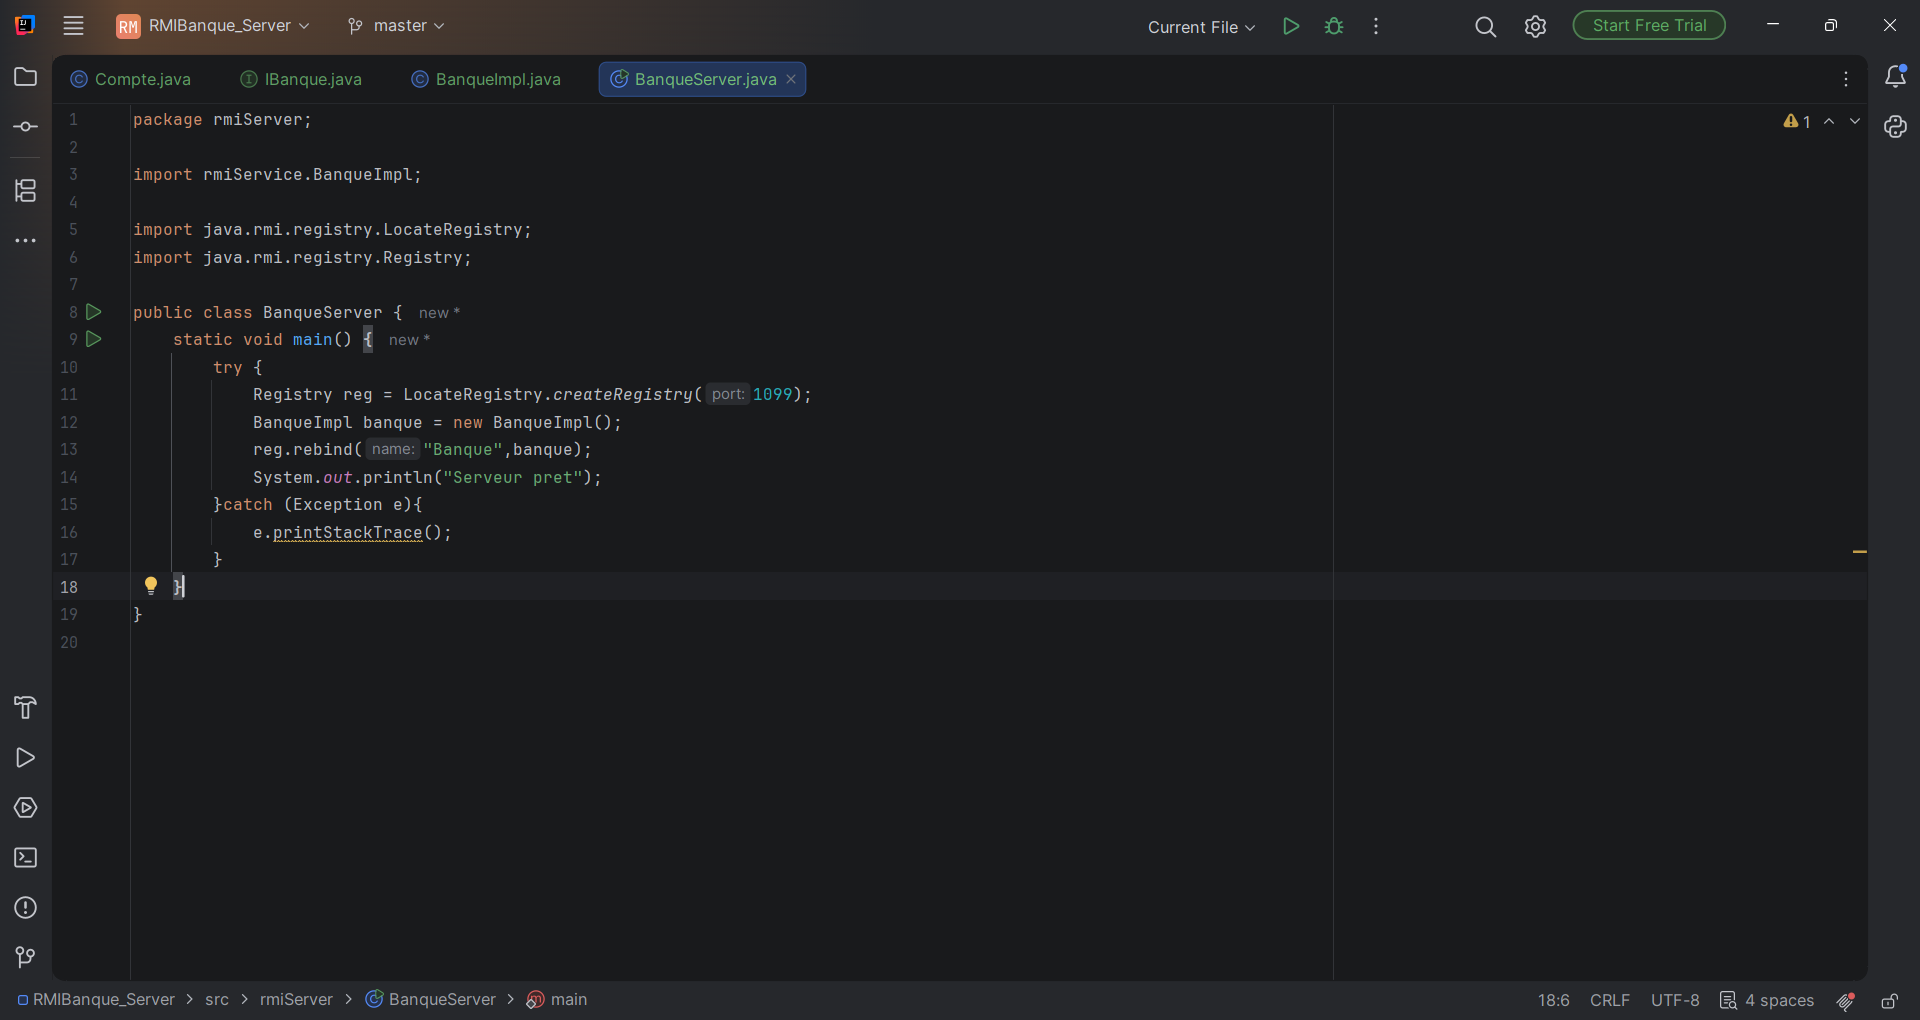 RM RMIBanque_Server master Current File Start Free Trial
Compte.java IBanque.java BanqueImpl.java BanqueServer.java
1 package rmiServer; 1
2
3 import rmiService.BanqueImpl;
4
5 import java.rmi.registry.LocateRegistry;
6 import java.rmi.registry.Registry;
7
8 public class BanqueServer { new *
9 static void main() { new *
10 try {
11 Registry reg = LocateRegistry.createRegistry( port: 1099);
12 BanqueImpl banque = new BanqueImpl();
13 reg.rebind( name: "Banque",banque);
14 System.out.println("Serveur pret");
15 }catch (Exception e){
16 e.printStackTrace();
17 }
18 }
19 }
20
RMIBanque_Server > src > rmiServer > BanqueServer > main 18:6 CRLF UTF-8 4 spaces